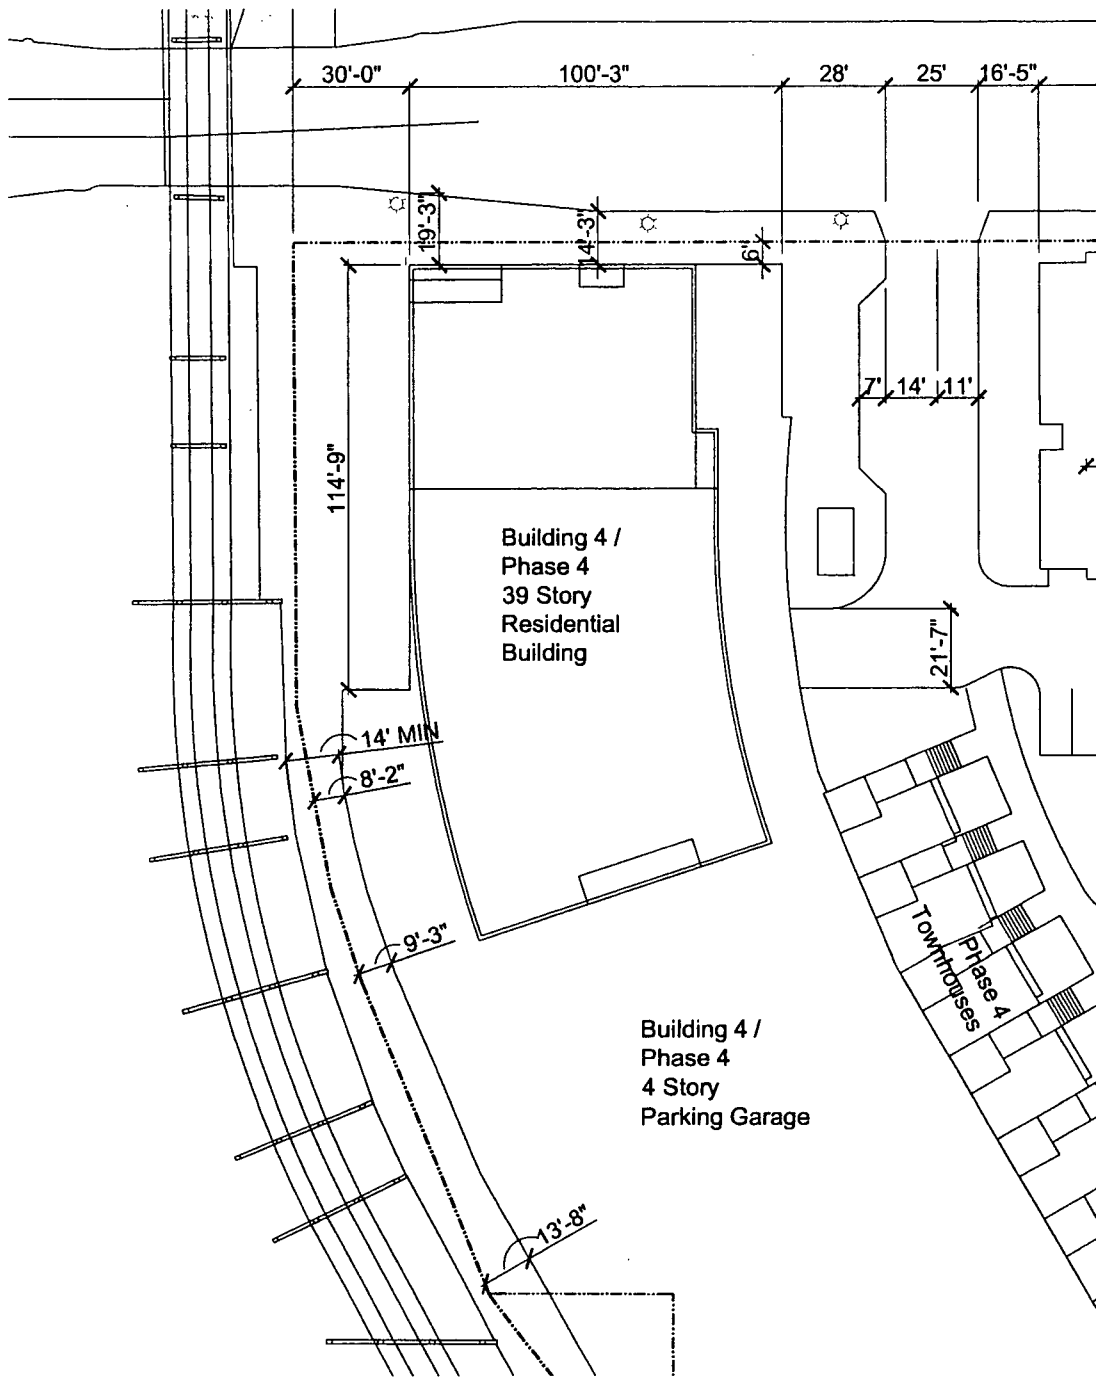 30'-0"
100'-3"
28'
25'
16'-5"
19'-3"
14'-3"
6'
7'
14'
11'
114'-9"
Building 4 /
Phase 4
39 Story
Residential
Building
21'-7"
14' MIN
8'-2"
9'-3"
Phase 4
Townhouses
Building 4 /
Phase 4
4 Story
Parking Garage
13'-8"